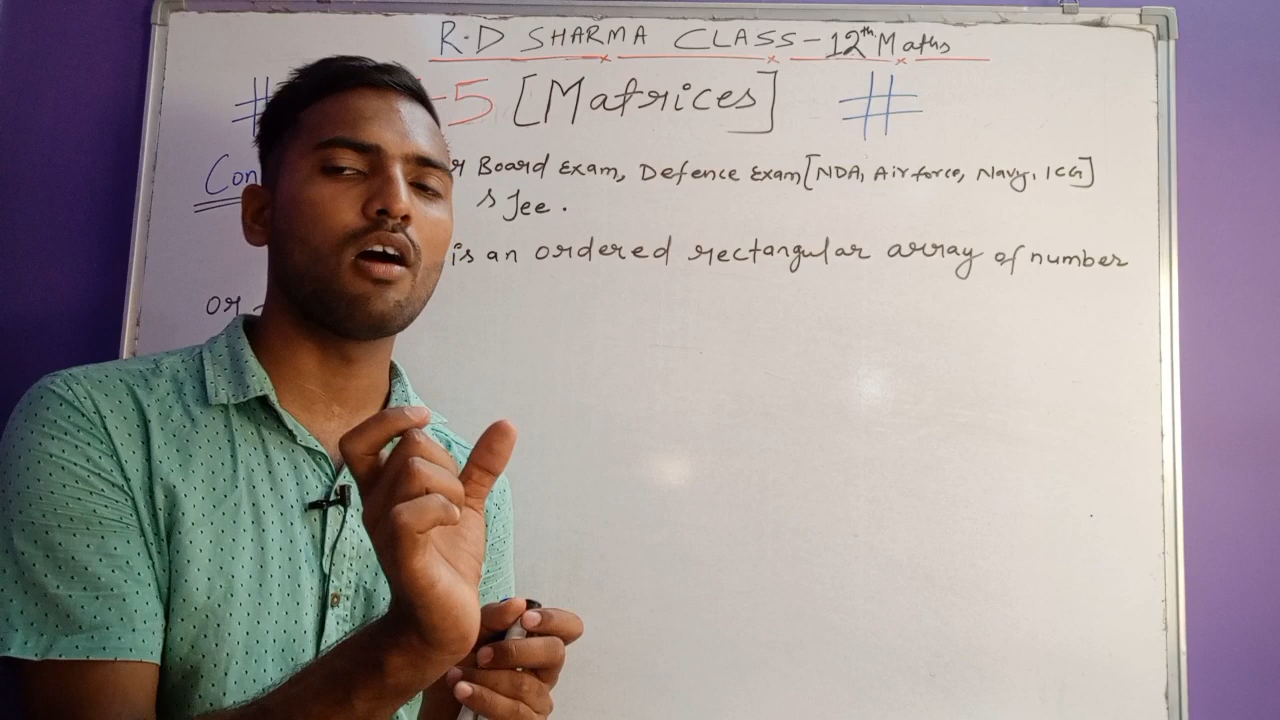 R.D SHARMA CLASS-12th Maths
# -5 [Matrices] #
Board Exam, Defence Exam [NDA, Airforce, Navy, ICG]
Jee.
is an ordered rectangular array of number
or